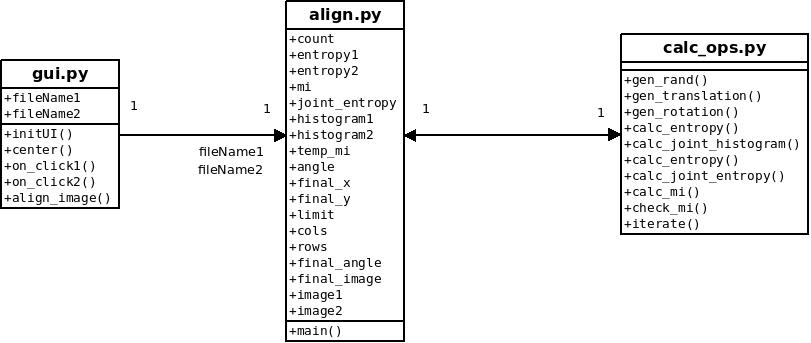 gui.py
+fileName1
+fileName2
+initUI()
+center()
+on_click1()
+on_click2()
+align_image()
1
1
fileName1
fileName2
align.py
+count
+entropy1
+entropy2
+mi
+joint_entropy
+histogram1
+histogram2
+temp_mi
+angle
+final_x
+final_y
+limit
+cols
+rows
+final_angle
+final_image
+image1
+image2
+main()
1
1
calc_ops.py
+gen_rand()
+gen_translation()
+gen_rotation()
+calc_entropy()
+calc_joint_histogram()
+calc_entropy()
+calc_joint_entropy()
+calc_mi()
+check_mi()
+iterate()